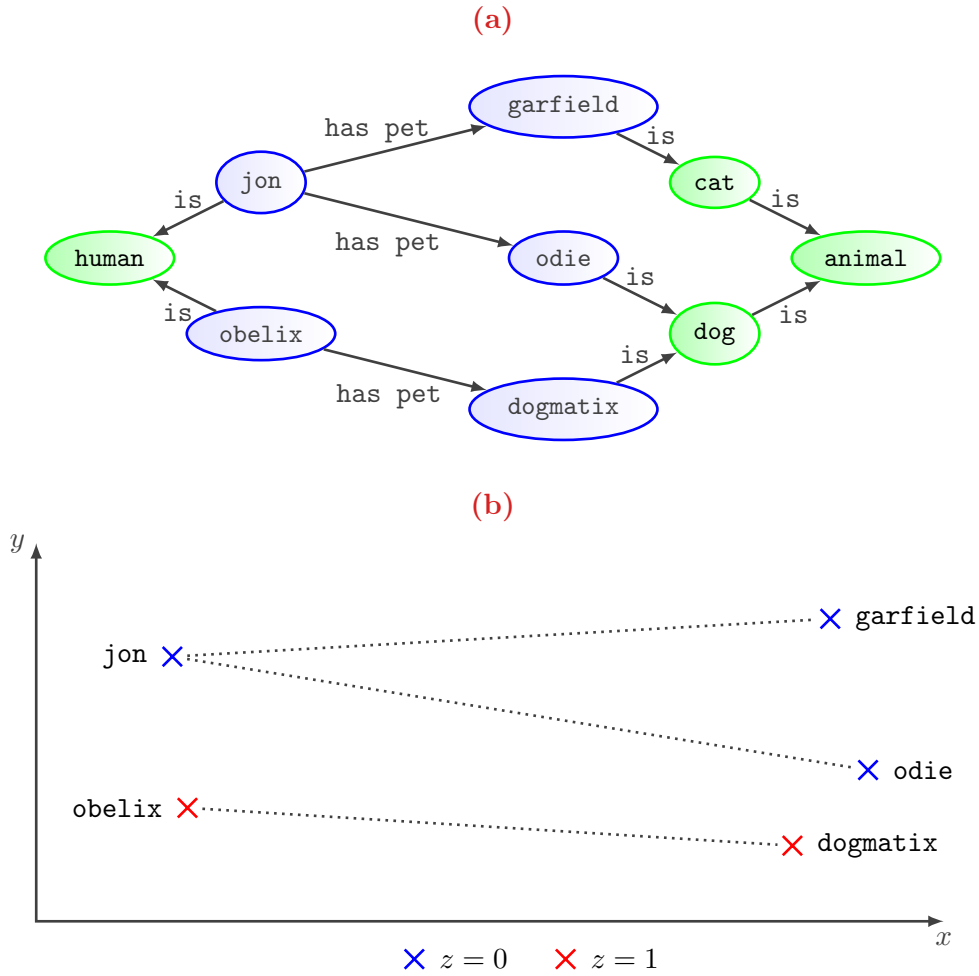 (a)
garfield
has pet
is
jon
cat
is
is
has pet
human
odie
animal
is
is
obelix
dog
is
is
has pet
dogmatix
(b)
y
garfield
jon
odie
obelix
dogmatix
x
z = 0
z = 1